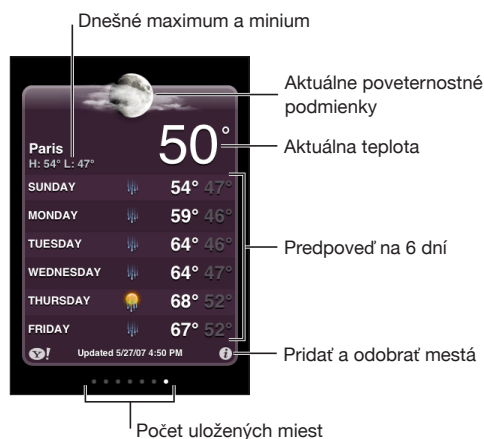 Dnešné maximum a minium
Aktuálne poveternostné
podmienky
50°
Aktuálna teplota
Paris
H: 54° L: 47°
SUNDAY 54° 47°
MONDAY 59° 46°
TUESDAY 64° 46°
Predpoveď na 6 dní
WEDNESDAY 64° 47°
THURSDAY 68° 52°
FRIDAY 67° 52°
Y! Updated 5/27/07 4:50 PM i
Pridať a odobrať mestá
Počet uložených miest